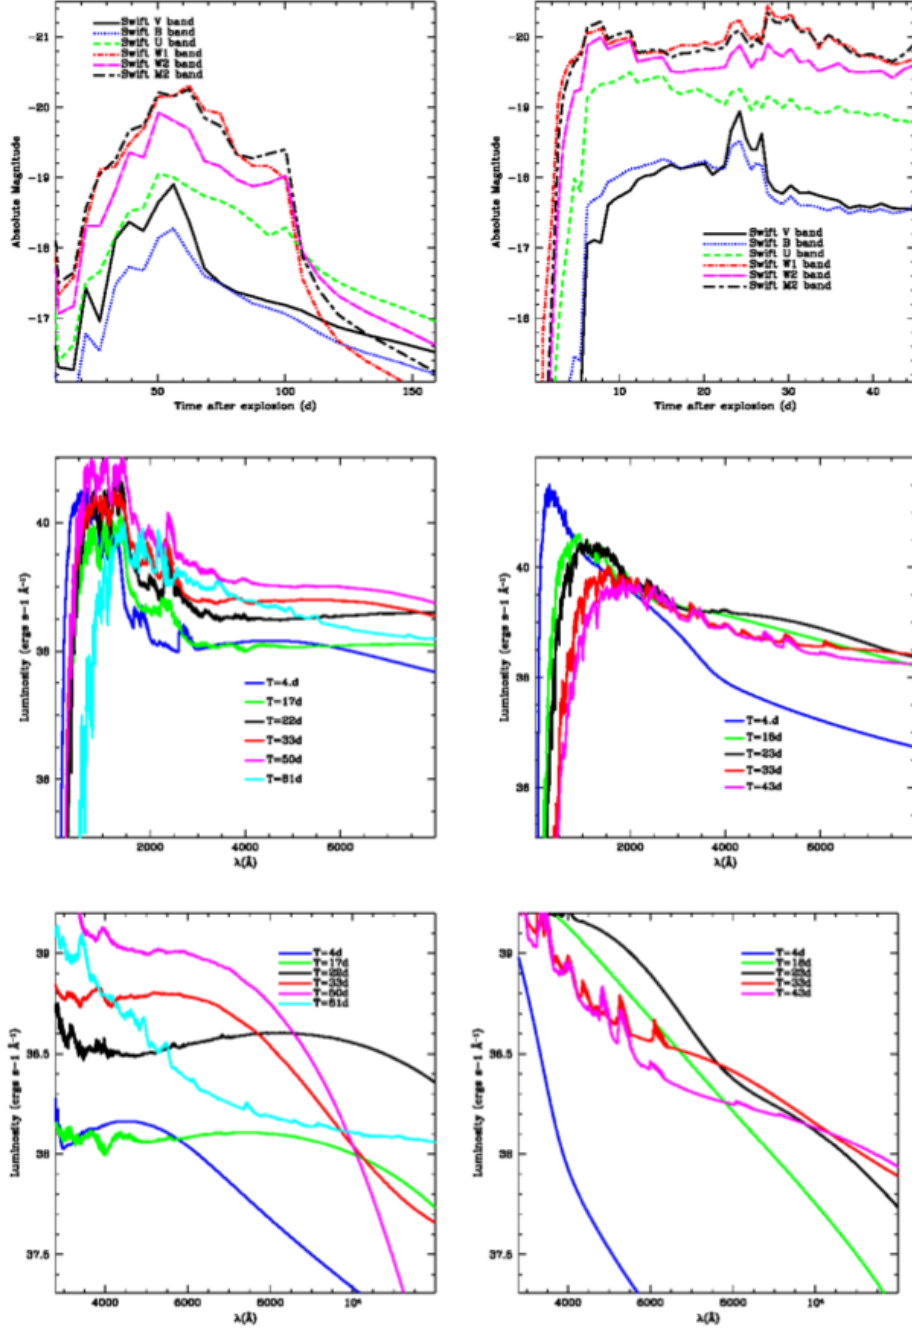 Swift V band
Swift B band
Swift U band
Swift W1 band
Swift W2 band
Swift M2 band
-21
-20
-19
-18
-17
Absolute Magnitude
50
100
150
Time after explosion (d)
-20
-19
-18
-17
-16
Absolute Magnitude
Swift V band
Swift B band
Swift U band
Swift W1 band
Swift W2 band
Swift M2 band
10
20
30
40
Time after explosion (d)
40
38
36
Luminosity (ergs s-1 Å⁻¹)
T=4.d
T=17d
T=22d
T=33d
T=50d
T=81d
2000
4000
6000
λ(Å)
40
38
36
Luminosity (ergs s-1 Å⁻¹)
T=4.d
T=18d
T=23d
T=33d
T=43d
2000
4000
6000
λ(Å)
39
38.5
38
37.5
Luminosity (ergs s-1 Å⁻¹)
T=4d
T=17d
T=22d
T=33d
T=50d
T=81d
4000
6000
8000
10⁴
λ(Å)
39
38.5
38
37.5
Luminosity (ergs s-1 Å⁻¹)
T=4d
T=18d
T=23d
T=33d
T=43d
4000
6000
8000
10⁴
λ(Å)